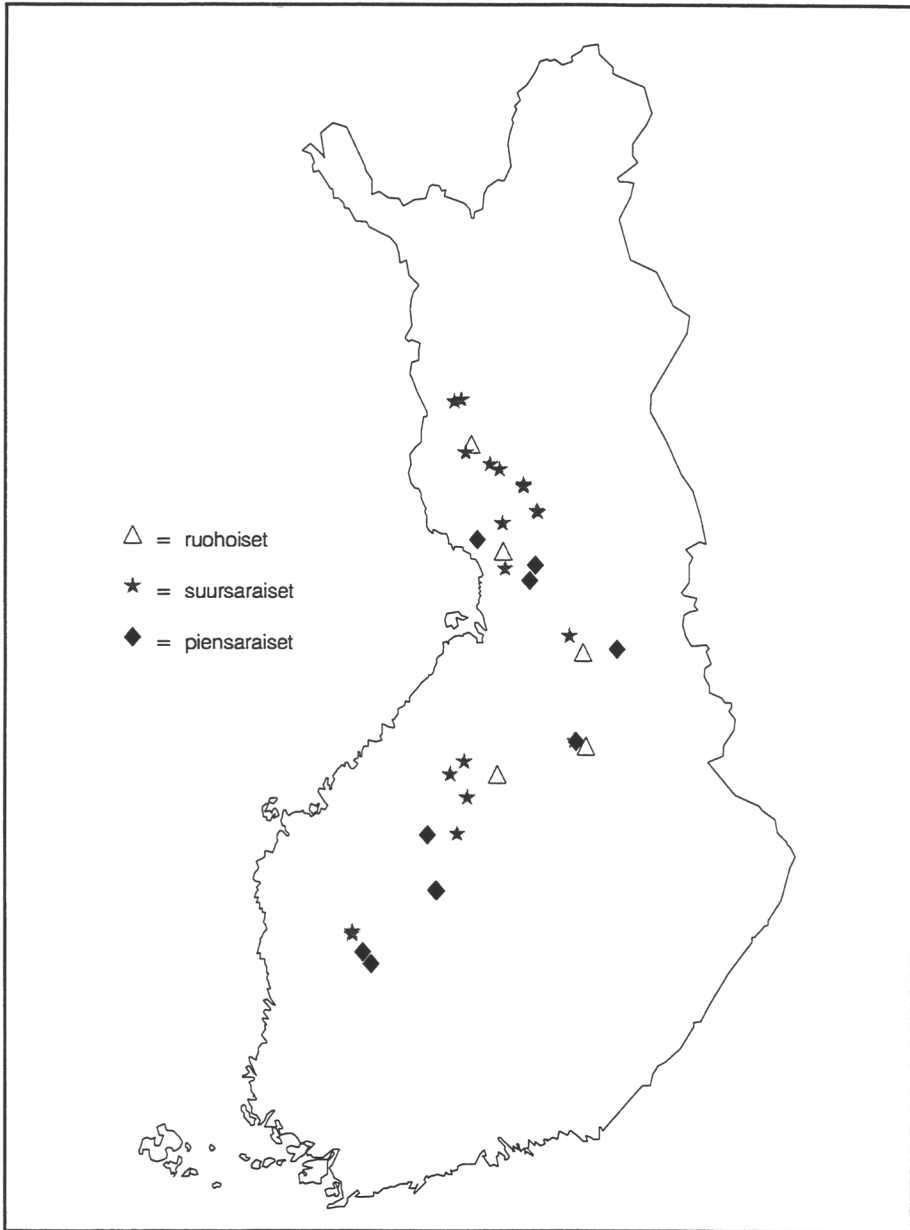 △ = ruohoiset
★ = suursaraiset
◆ = piensaraiset